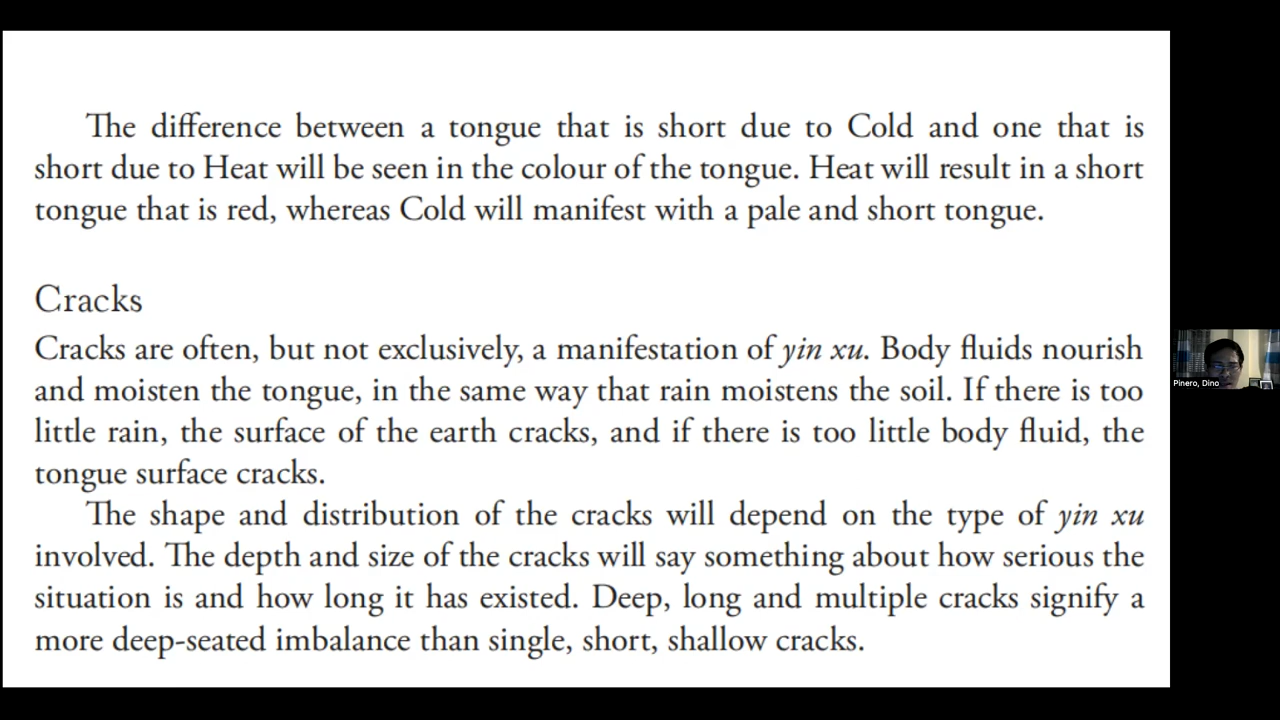 The difference between a tongue that is short due to Cold and one that is
short due to Heat will be seen in the colour of the tongue. Heat will result in a short
tongue that is red, whereas Cold will manifest with a pale and short tongue.
Cracks
Cracks are often, but not exclusively, a manifestation of yin xu. Body fluids nourish
and moisten the tongue, in the same way that rain moistens the soil. If there is too
little rain, the surface of the earth cracks, and if there is too little body fluid, the
tongue surface cracks.
The shape and distribution of the cracks will depend on the type of yin xu
involved. The depth and size of the cracks will say something about how serious the
situation is and how long it has existed. Deep, long and multiple cracks signify a
more deep-seated imbalance than single, short, shallow cracks.
Pinero, Dino